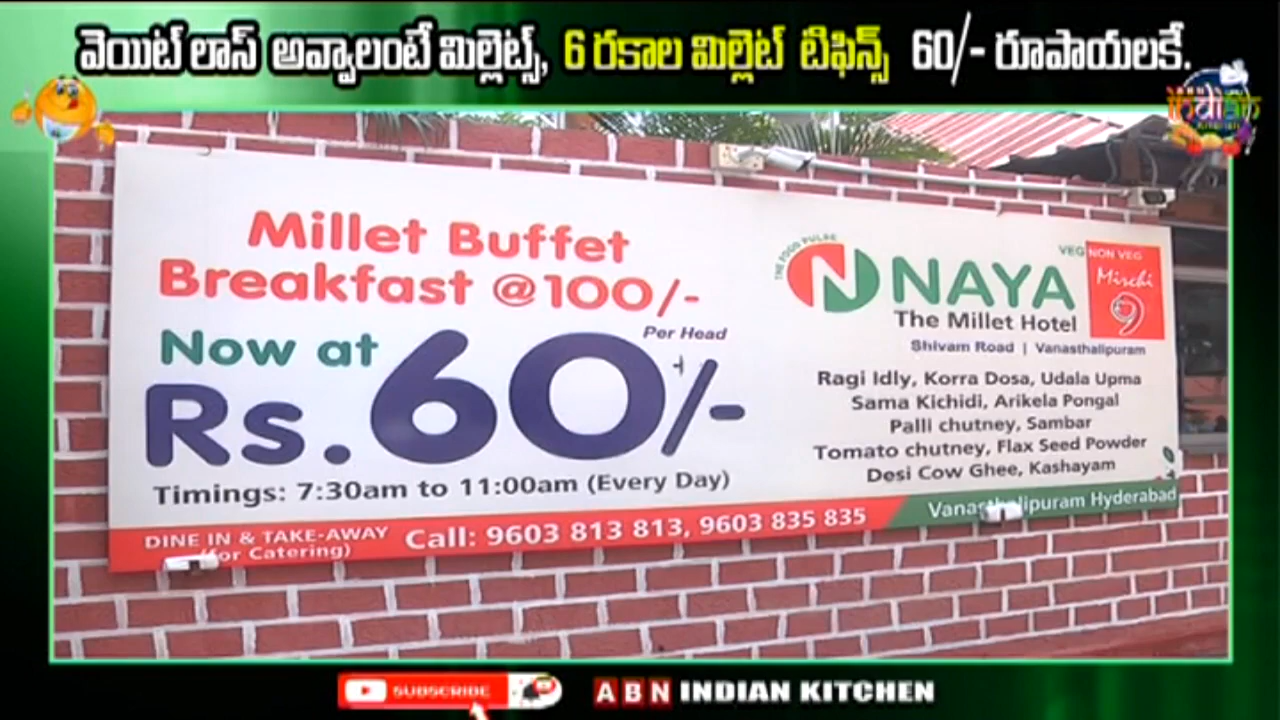 వెయిట్ లాస్ అవ్వాలంటే మిల్లెట్స్, 6 రకాల మిల్లెట్ టిఫిన్స్ 60/- రూపాయలకే.
indian
Millet Buffet
Breakfast @100/-
Now at
Per Head
Rs. 60/-
Timings: 7:30am to 11:00am (Every Day)
THE FOOD PULSE
N NAYA
The Millet Hotel
VEG NON VEG
Mirchi
9
Shivam Road | Vanasthalipuram
Ragi Idly, Korra Dosa, Udala Upma
Sama Kichidi, Arikela Pongal
Palli chutney, Sambar
Tomato chutney, Flax Seed Powder
Desi Cow Ghee, Kashayam
DINE IN & TAKE-AWAY
(for Catering)
Call: 9603 813 813, 9603 835 835
Vanasthalipuram Hyderabad
SUBSCRIBE
ABN INDIAN KITCHEN